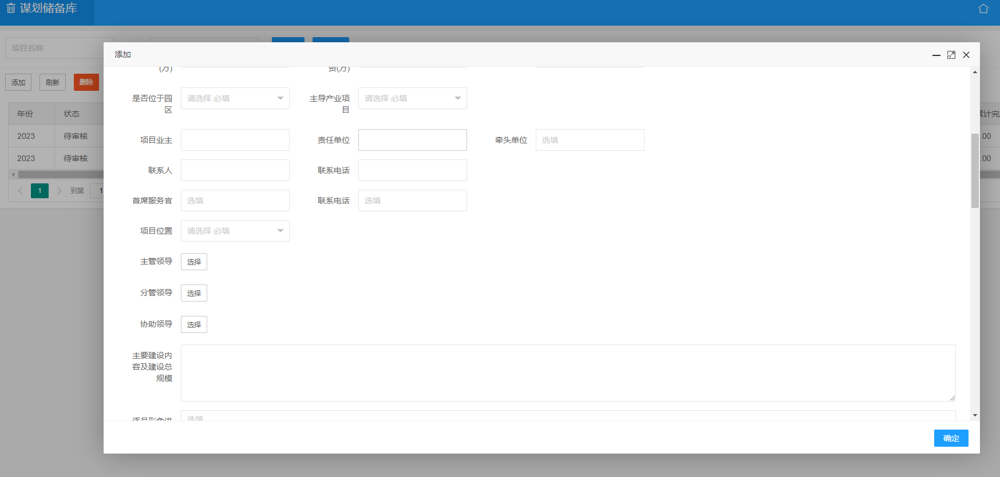 谋划储备库
项目名称
添加
(万)
资(万)
添加 刷新 删除
是否位于园区 请选择 必填 主导产业项目 请选择 必填
年份 状态 累计完
项目业主 责任单位 牵头单位 选填
2023 待审核 .00
2023 待审核 .00
联系人 联系电话
1 到第 1
首席服务官 选填 联系电话 选填
项目位置 请选择 必填
主管领导 选择
分管领导 选择
协助领导 选择
主要建设内
容及建设总
规模
选填
确定